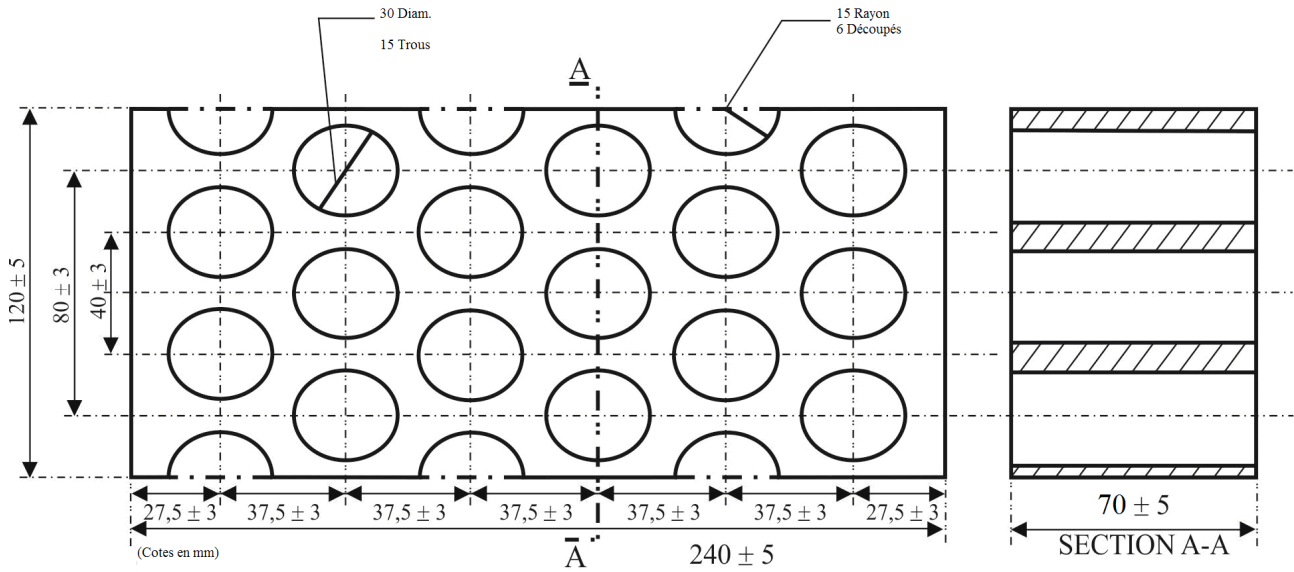 30 Diam.
15 Trous
15 Rayon
6 Découpés
A
120 ± 5
80 ± 3
40 ± 3
27,5 ± 3
37,5 ± 3
37,5 ± 3
37,5 ± 3
37,5 ± 3
37,5 ± 3
27,5 ± 3
70 ± 5
(Cotes en mm)
A
240 ± 5
SECTION A-A